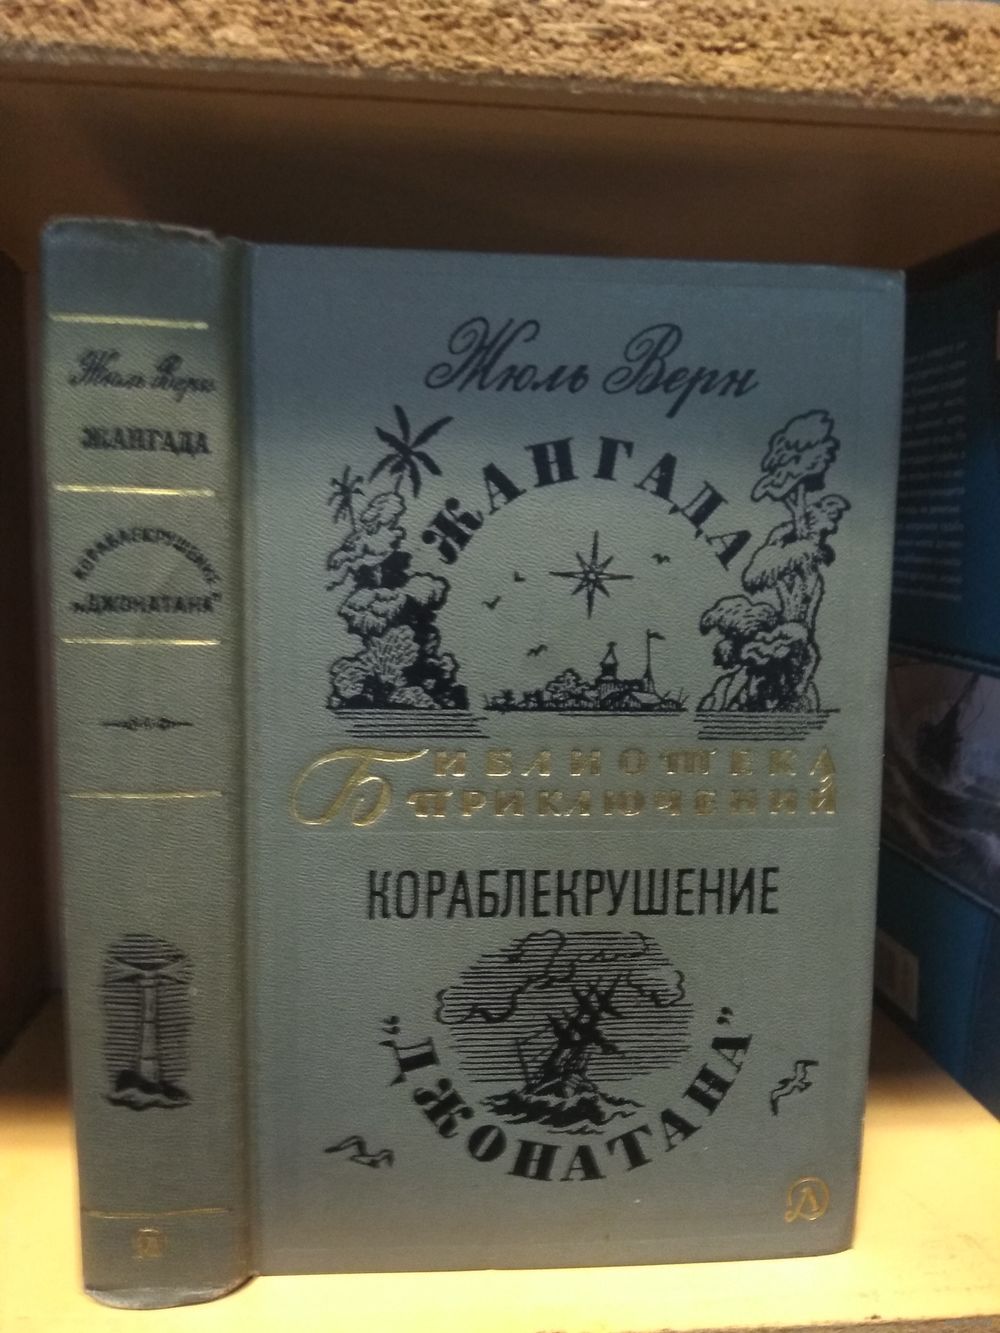 Жюль Верн
ЖАНГАДА
КОРАБЛЕКРУШЕНИЕ
„ДЖОНАТАНА”
Жюль Верн
ЖАНГАДА
БИБЛИОТЕКА
ПРИКЛЮЧЕНИЙ
КОРАБЛЕКРУШЕНИЕ
„ДЖОНАТАНА”
Д